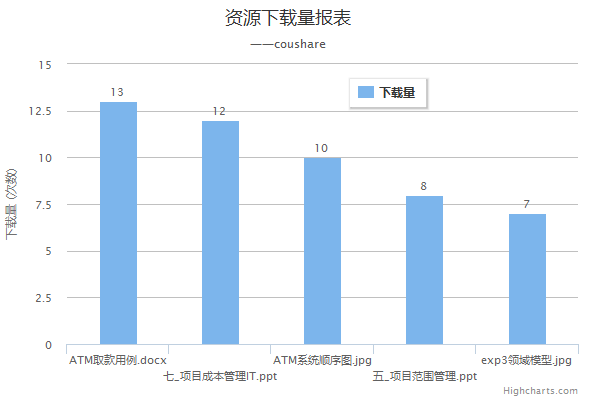 资源下载量报表
——coushare
15
下载量
13
12.5
12
10
10
8
7.5
7
下载量 (次数)
5
2.5
0
ATM取款用例.docx
ATM系统顺序图.jpg
exp3领域模型.jpg
七_项目成本管理IT.ppt
五_项目范围管理.ppt
Highcharts.com